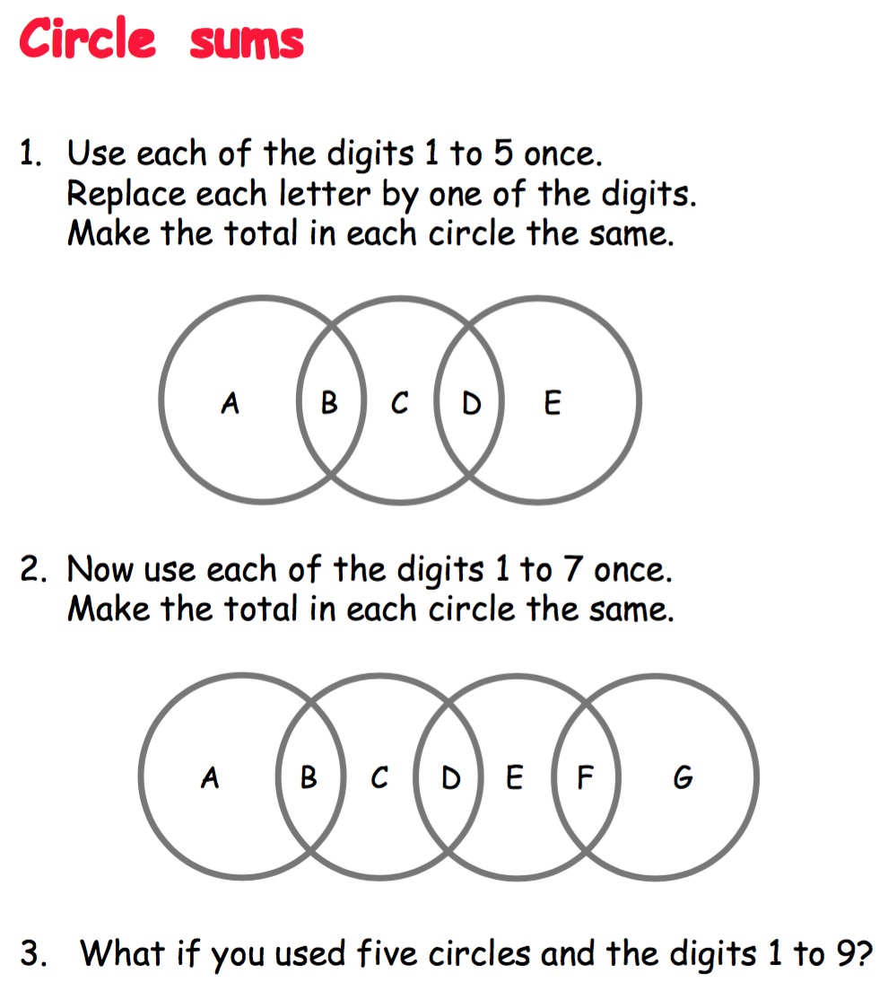 Circle sums
1. Use each of the digits 1 to 5 once.
Replace each letter by one of the digits.
Make the total in each circle the same.
A B C D E
2. Now use each of the digits 1 to 7 once.
Make the total in each circle the same.
A B C D E F G
3. What if you used five circles and the digits 1 to 9?